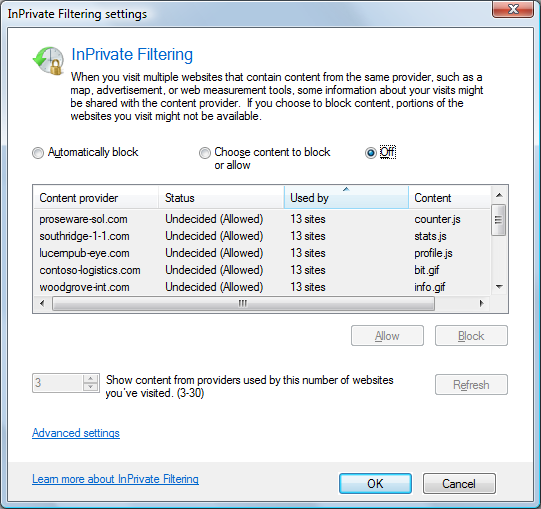 InPrivate Filtering settings
InPrivate Filtering
When you visit multiple websites that contain content from the same provider, such as a
map, advertisement, or web measurement tools, some information about your visits might
be shared with the content provider. If you choose to block content, portions of the
websites you visit might not be available.
Automatically block
Choose content to block
or allow
Off
Content provider Status Used by Content
proseware-sol.com Undecided (Allowed) 13 sites counter.js
southridge-1-1.com Undecided (Allowed) 13 sites stats.js
lucernpub-eye.com Undecided (Allowed) 13 sites profile.js
contoso-logistics.com Undecided (Allowed) 13 sites bit.gif
woodgrove-int.com Undecided (Allowed) 13 sites info.gif
Allow Block
3 Show content from providers used by this number of websites
you've visited. (3-30)
Refresh
Advanced settings
Learn more about InPrivate Filtering
OK Cancel